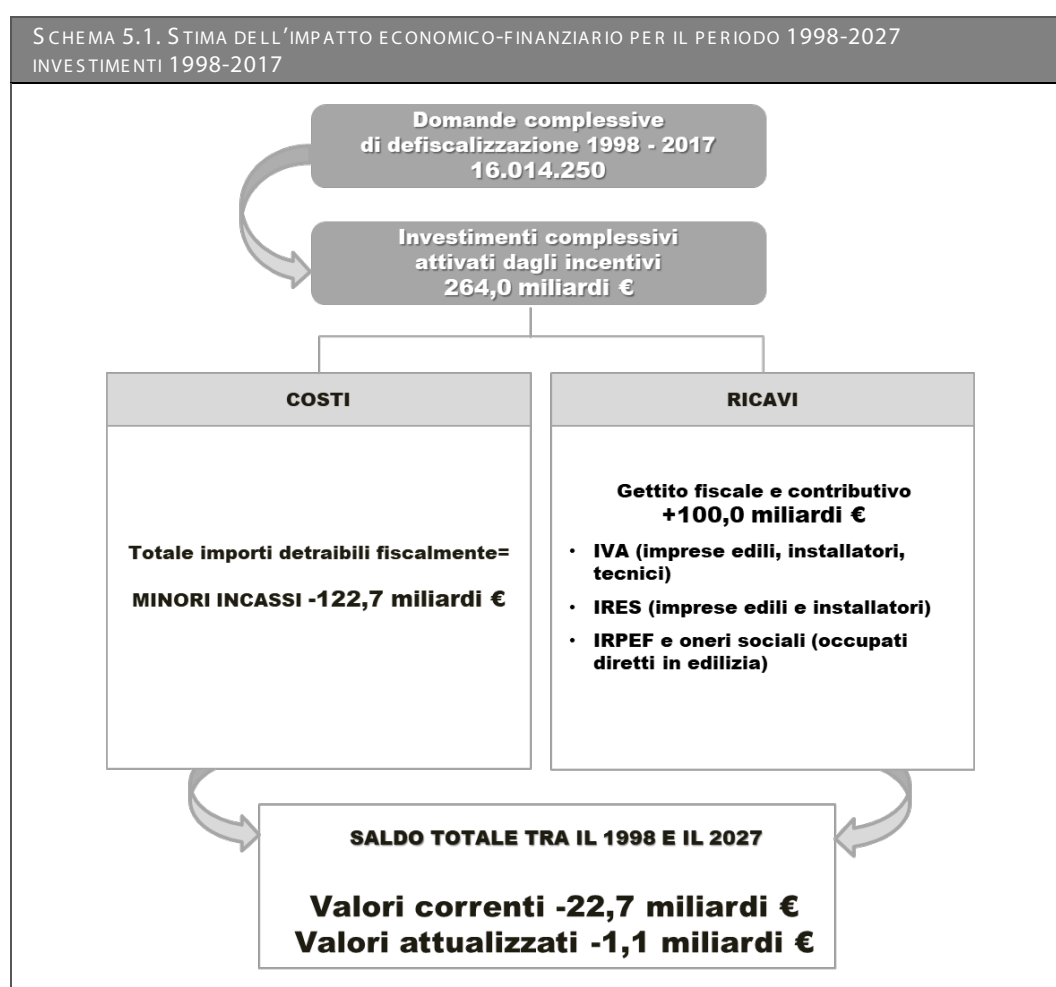 SCHEMA 5.1. STIMA DELL'IMPATTO ECONOMICO-FINANZIARIO PER IL PERIODO 1998-2027
INVESTIMENTI 1998-2017
Domande complessive
di defiscalizzazione 1998 - 2017
16.014.250
Investimenti complessivi
attivati dagli incentivi
264,0 miliardi €
COSTI
Totale importi detraibili fiscalmente=
MINORI INCASSI -122,7 miliardi €
RICAVI
Gettito fiscale e contributivo
+100,0 miliardi €
• IVA (imprese edili, installatori,
tecnici)
• IRES (imprese edili e installatori)
• IRPEF e oneri sociali (occupati
diretti in edilizia)
SALDO TOTALE TRA IL 1998 E IL 2027
Valori correnti -22,7 miliardi €
Valori attualizzati -1,1 miliardi €